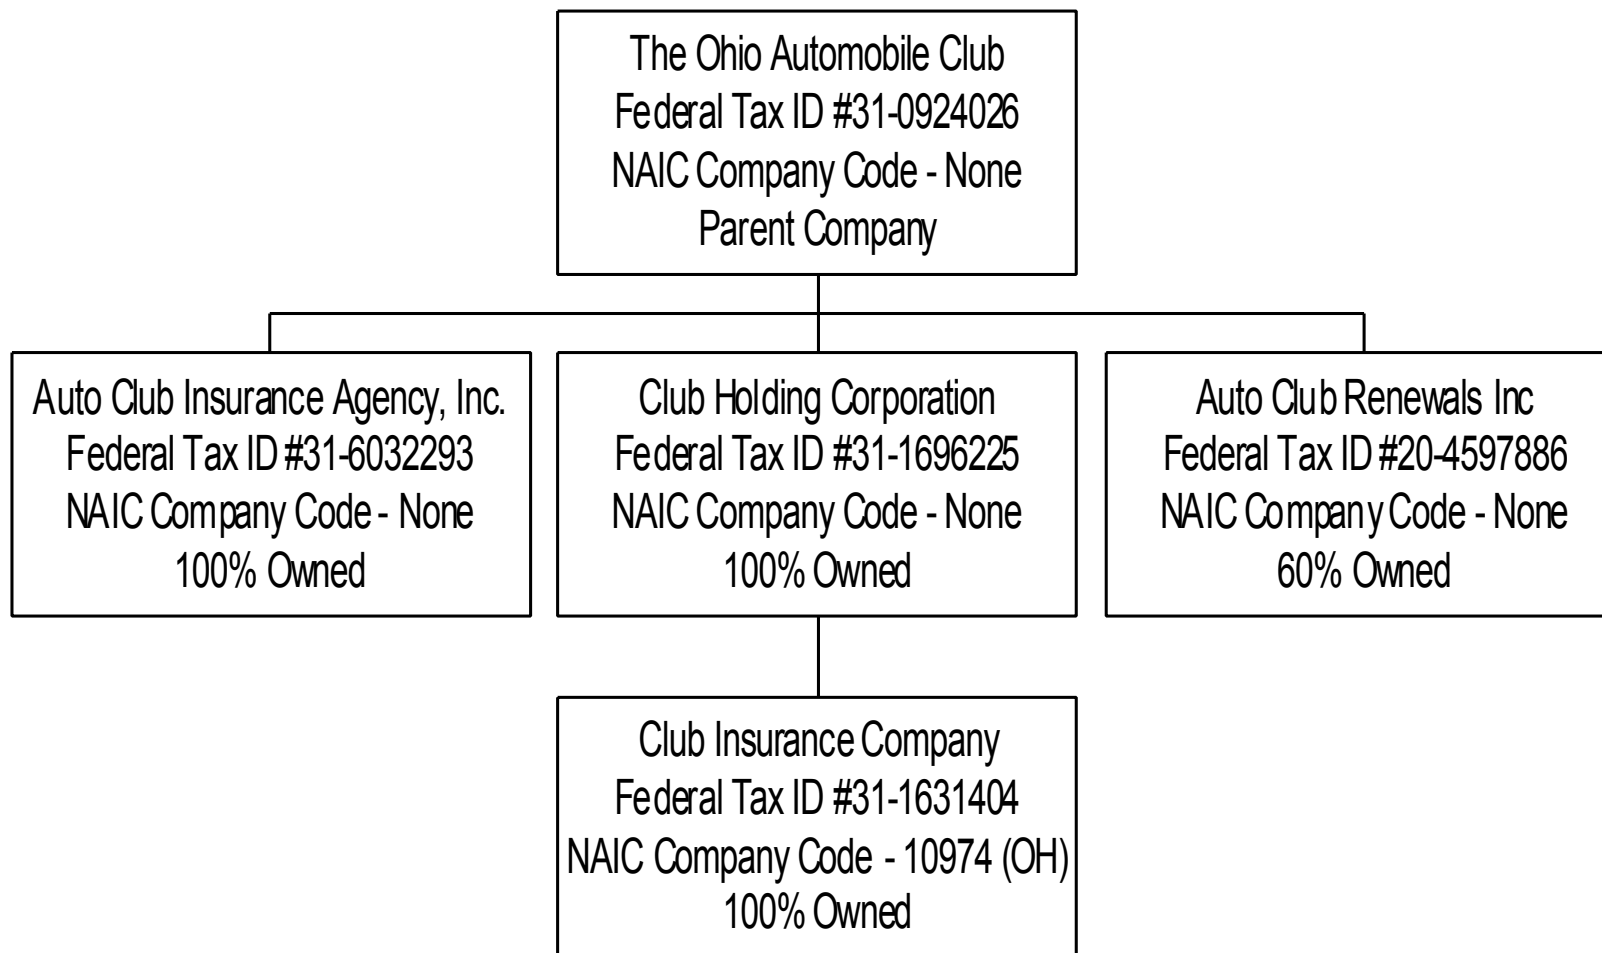 The Ohio Automobile Club
Federal Tax ID #31-0924026
NAIC Company Code - None
Parent Company
Auto Club Insurance Agency, Inc.
Federal Tax ID #31-6032293
NAIC Company Code - None
100% Owned
Club Holding Corporation
Federal Tax ID #31-1696225
NAIC Company Code - None
100% Owned
Auto Club Renewals Inc
Federal Tax ID #20-4597886
NAIC Company Code - None
60% Owned
Club Insurance Company
Federal Tax ID #31-1631404
NAIC Company Code - 10974 (OH)
100% Owned